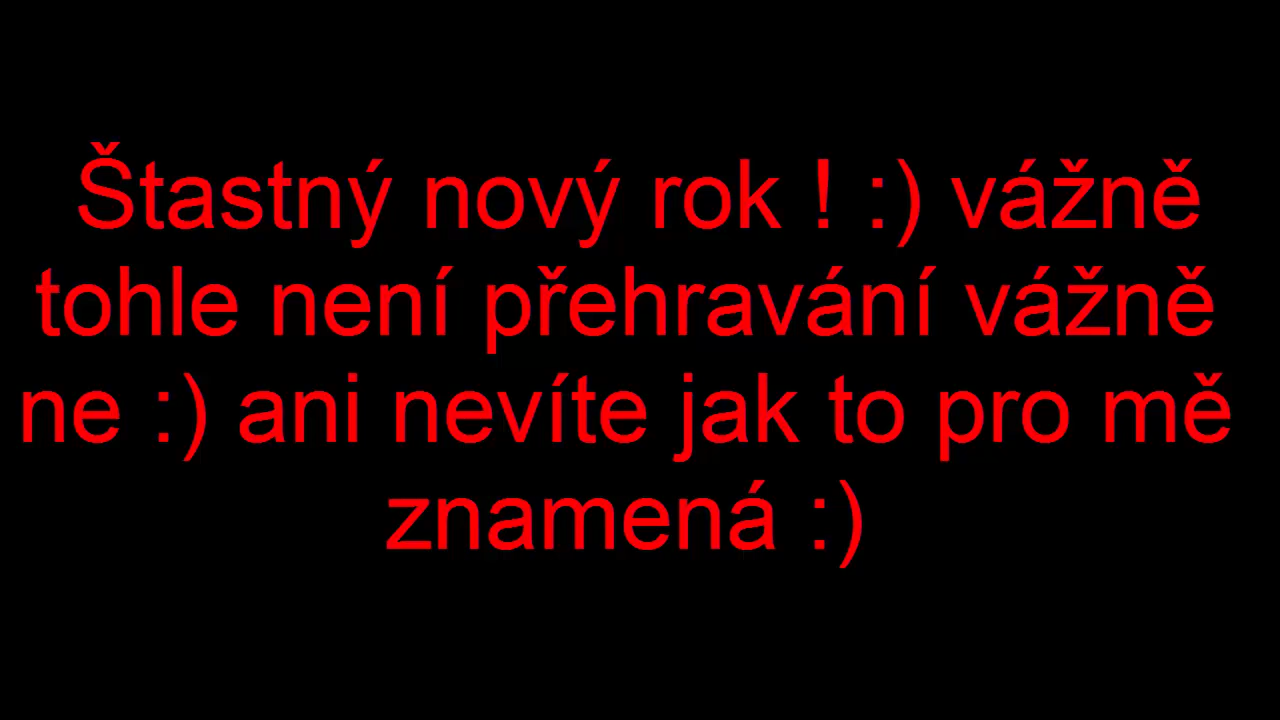 Štastný nový rok ! :) vážně
tohle není přehravání vážně
ne :) ani nevíte jak to pro mě
znamená :)